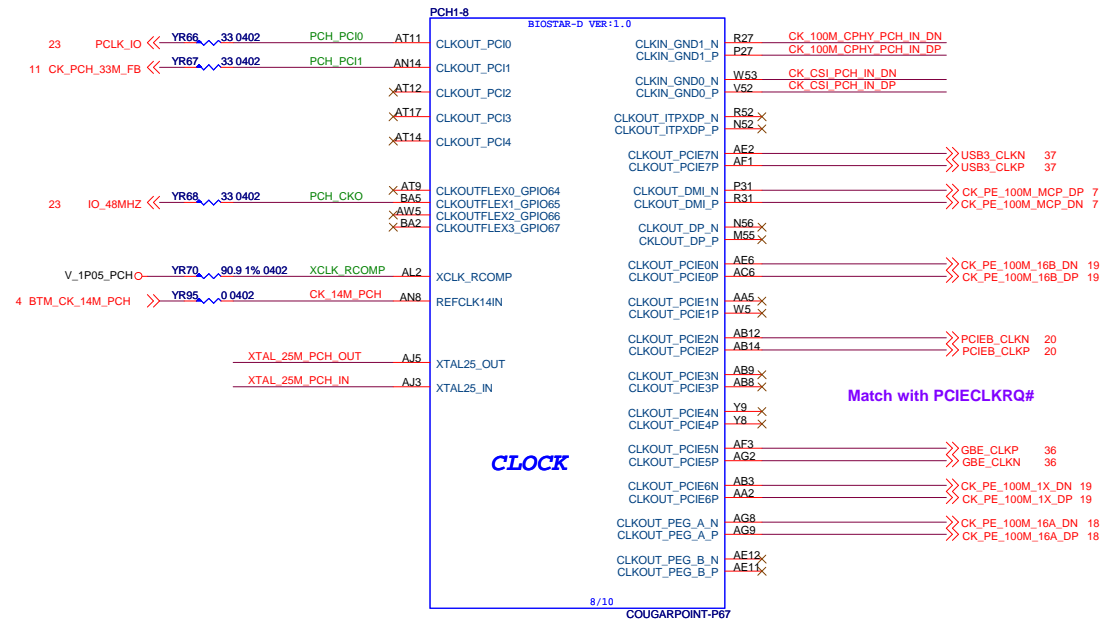 PCH1-8
BIOSTAR-D VER:1.0
23 PCLK_IO YR66 33 0402 PCH_PCI0 AT11 CLKOUT_PCI0
11 CK_PCH_33M_FB YR67 33 0402 PCH_PCI1 AN14 CLKOUT_PCI1
AT12 CLKOUT_PCI2
AT17 CLKOUT_PCI3
AT14 CLKOUT_PCI4
AT9 CLKOUTFLEX0_GPIO64
23 IO_48MHZ YR68 33 0402 PCH_CKO BA5 CLKOUTFLEX1_GPIO65
AW5 CLKOUTFLEX2_GPIO66
BA2 CLKOUTFLEX3_GPIO67
V_1P05_PCH YR70 90.9 1% 0402 XCLK_RCOMP AL2 XCLK_RCOMP
4 BTM_CK_14M_PCH YR95 0 0402 CK_14M_PCH AN8 REFCLK14IN
XTAL_25M_PCH_OUT AJ5 XTAL25_OUT
XTAL_25M_PCH_IN AJ3 XTAL25_IN
CLOCK
CLKIN_GND1_N R27 CK_100M_CPHY_PCH_IN_DN
CLKIN_GND1_P P27 CK_100M_CPHY_PCH_IN_DP
CLKIN_GND0_N W53 CK_CSI_PCH_IN_DN
CLKIN_GND0_P V52 CK_CSI_PCH_IN_DP
CLKOUT_ITPXDP_N R52
CLKOUT_ITPXDP_P N52
CLKOUT_PCIE7N AE2 USB3_CLKN 37
CLKOUT_PCIE7P AF1 USB3_CLKP 37
CLKOUT_DMI_N P31 CK_PE_100M_MCP_DP 7
CLKOUT_DMI_P R31 CK_PE_100M_MCP_DN 7
CLKOUT_DP_N N56
CKLOUT_DP_P M55
CLKOUT_PCIE0N AE6 CK_PE_100M_16B_DN 19
CLKOUT_PCIE0P AC6 CK_PE_100M_16B_DP 19
CLKOUT_PCIE1N AA5
CLKOUT_PCIE1P W5
CLKOUT_PCIE2N AB12 PCIEB_CLKN 20
CLKOUT_PCIE2P AB14 PCIEB_CLKP 20
CLKOUT_PCIE3N AB9
CLKOUT_PCIE3P AB8
Match with PCIECLKRQ#
CLKOUT_PCIE4N Y9
CLKOUT_PCIE4P Y8
CLKOUT_PCIE5N AF3 GBE_CLKP 36
CLKOUT_PCIE5P AG2 GBE_CLKN 36
CLKOUT_PCIE6N AB3 CK_PE_100M_1X_DN 19
CLKOUT_PCIE6P AA2 CK_PE_100M_1X_DP 19
CLKOUT_PEG_A_N AG8 CK_PE_100M_16A_DN 18
CLKOUT_PEG_A_P AG9 CK_PE_100M_16A_DP 18
CLKOUT_PEG_B_N AE12
CLKOUT_PEG_B_P AE11
8/10
COUGARPOINT-P67